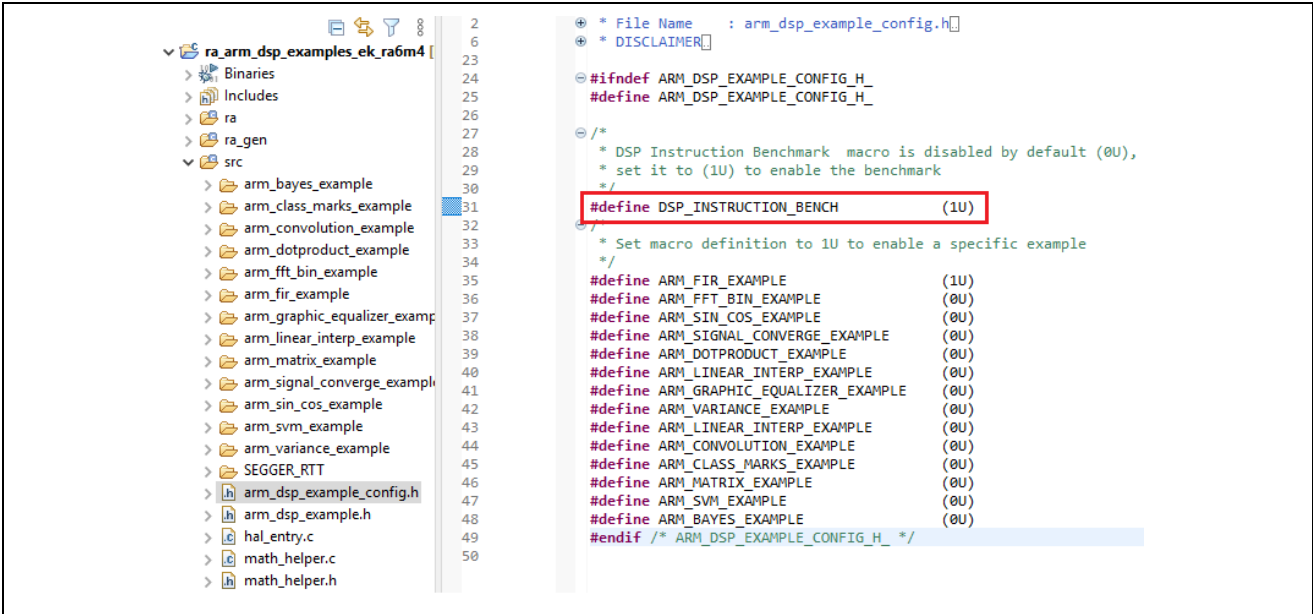 ra_arm_dsp_examples_ek_ra6m4 [
Binaries
Includes
ra
ra_gen
src
arm_bayes_example
arm_class_marks_example
arm_convolution_example
arm_dotproduct_example
arm_fft_bin_example
arm_fir_example
arm_graphic_equalizer_examp
arm_linear_interp_example
arm_matrix_example
arm_signal_converge_example
arm_sin_cos_example
arm_svm_example
arm_variance_example
SEGGER_RTT
arm_dsp_example_config.h
arm_dsp_example.h
hal_entry.c
math_helper.c
math_helper.h
2 * File Name : arm_dsp_example_config.h
6 * DISCLAIMER
23
24 #ifndef ARM_DSP_EXAMPLE_CONFIG_H_
25 #define ARM_DSP_EXAMPLE_CONFIG_H_
26
27 /*
28 * DSP Instruction Benchmark macro is disabled by default (0U),
29 * set it to (1U) to enable the benchmark
30 */
31 #define DSP_INSTRUCTION_BENCH (1U)
32 /*
33 * Set macro definition to 1U to enable a specific example
34 */
35 #define ARM_FIR_EXAMPLE (1U)
36 #define ARM_FFT_BIN_EXAMPLE (0U)
37 #define ARM_SIN_COS_EXAMPLE (0U)
38 #define ARM_SIGNAL_CONVERGE_EXAMPLE (0U)
39 #define ARM_DOTPRODUCT_EXAMPLE (0U)
40 #define ARM_LINEAR_INTERP_EXAMPLE (0U)
41 #define ARM_GRAPHIC_EQUALIZER_EXAMPLE (0U)
42 #define ARM_VARIANCE_EXAMPLE (0U)
43 #define ARM_LINEAR_INTERP_EXAMPLE (0U)
44 #define ARM_CONVOLUTION_EXAMPLE (0U)
45 #define ARM_CLASS_MARKS_EXAMPLE (0U)
46 #define ARM_MATRIX_EXAMPLE (0U)
47 #define ARM_SVM_EXAMPLE (0U)
48 #define ARM_BAYES_EXAMPLE (0U)
49 #endif /* ARM_DSP_EXAMPLE_CONFIG_H_ */
50